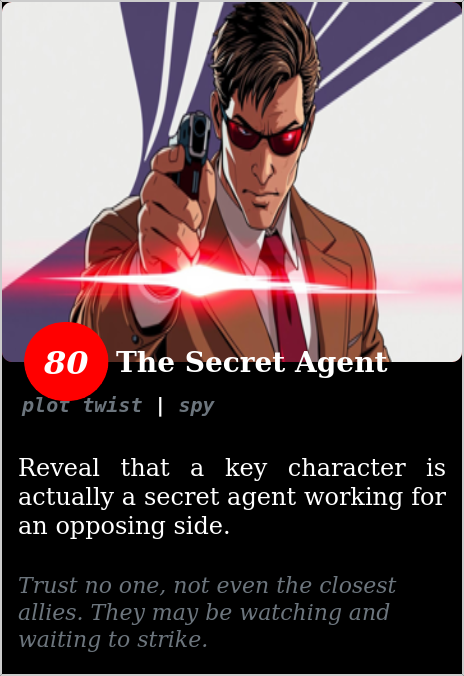 80 The Secret Agent
plot twist | spy
Reveal that a key character is
actually a secret agent working for
an opposing side.
Trust no one, not even the closest
allies. They may be watching and
waiting to strike.